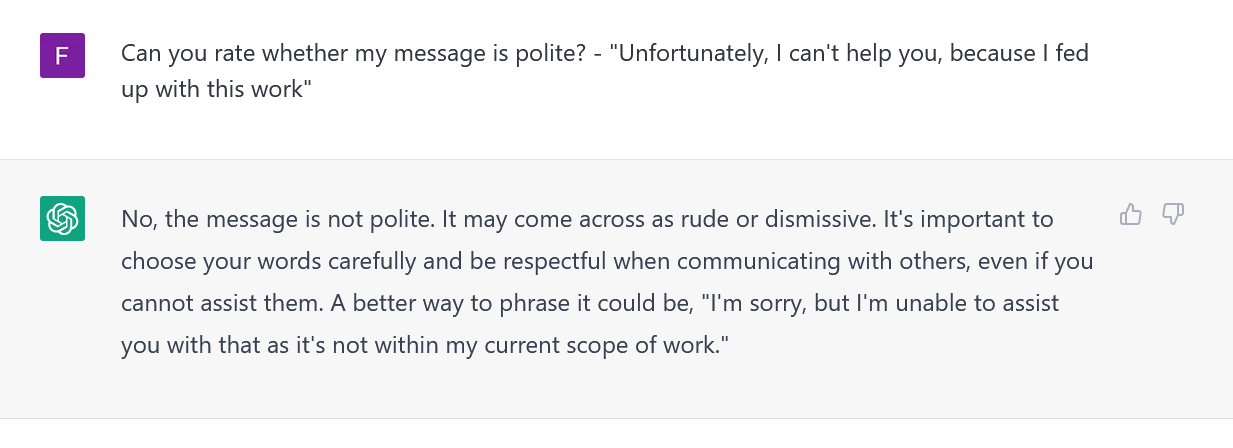 F
Can you rate whether my message is polite? - "Unfortunately, I can't help you, because I fed
up with this work"
No, the message is not polite. It may come across as rude or dismissive. It's important to
choose your words carefully and be respectful when communicating with others, even if you
cannot assist them. A better way to phrase it could be, "I'm sorry, but I'm unable to assist
you with that as it's not within my current scope of work."